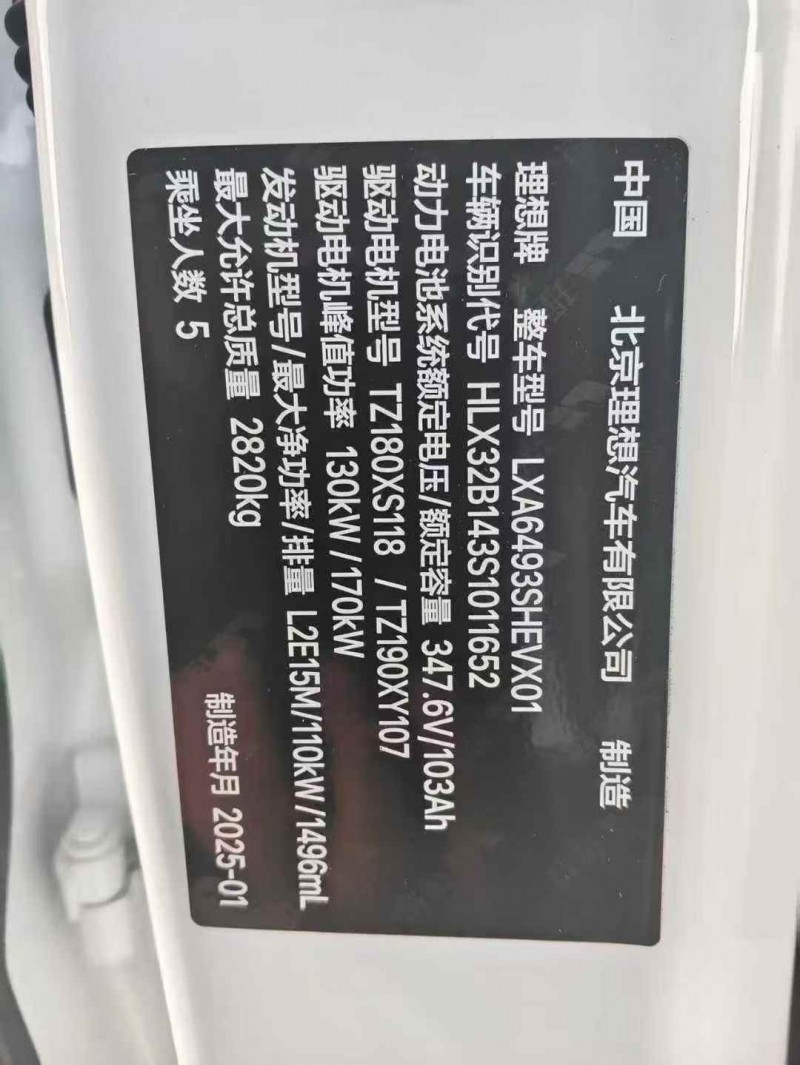 中国 北京理想汽车有限公司 制造
理想牌 整车型号 LXA6493SHEVX01
车辆识别代号 HLX32B143S1011652
动力电池系统额定电压/额定容量 347.6V/103Ah
驱动电机型号 TZ180XS118 / TZ190XY107
驱动电机峰值功率 130kW /170kW
发动机型号/最大净功率/排量 L2E15M/110kW/1496mL
最大允许总质量 2820kg
乘坐人数 5 制造年月 2025-01